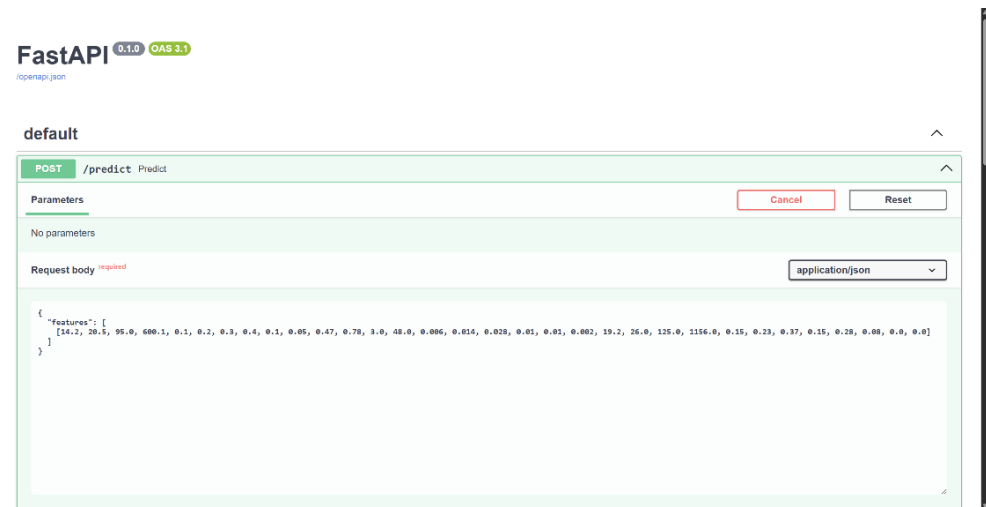 FastAPI 0.1.0 OAS 3.1
/openapi.json
default
POST /predict Predict
Parameters
Cancel
Reset
No parameters
Request body required
application/json
{
"features": [
[14.2, 20.5, 95.0, 600.1, 0.1, 0.2, 0.3, 0.4, 0.1, 0.05, 0.47, 0.78, 3.0, 48.0, 0.006, 0.014, 0.028, 0.01, 0.01, 0.002, 19.2, 26.0, 125.0, 1156.0, 0.15, 0.23, 0.37, 0.15, 0.28, 0.08, 0.0, 0.0]
]
}